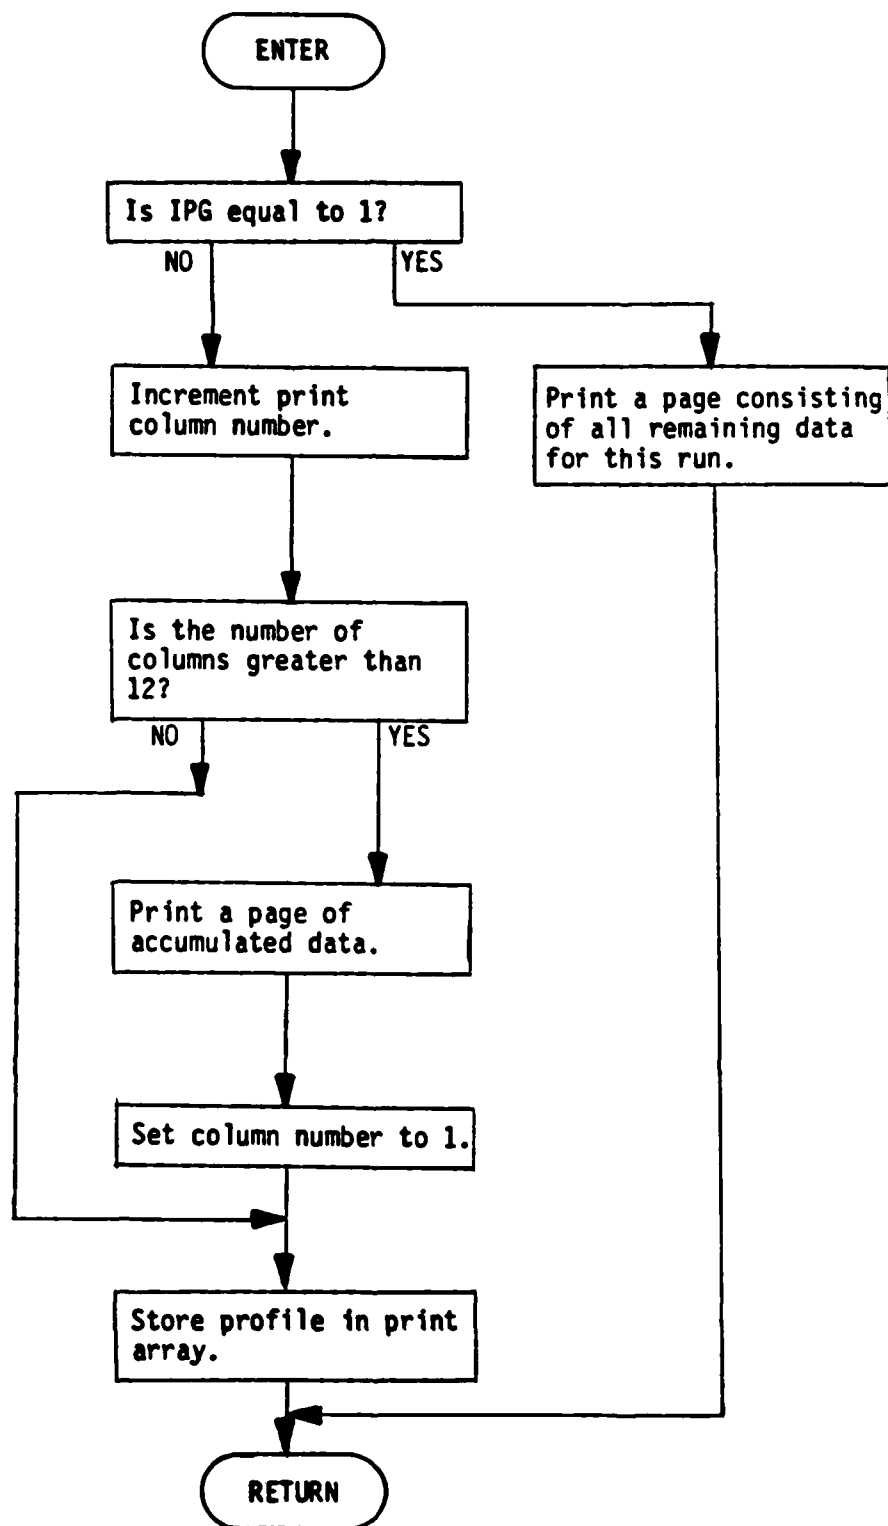 ENTER
Is IPG equal to 1?
NO
YES
Increment print
column number.
Print a page consisting
of all remaining data
for this run.
Is the number of
columns greater than
12?
NO
YES
Print a page of
accumulated data.
Set column number to 1.
Store profile in print
array.
RETURN